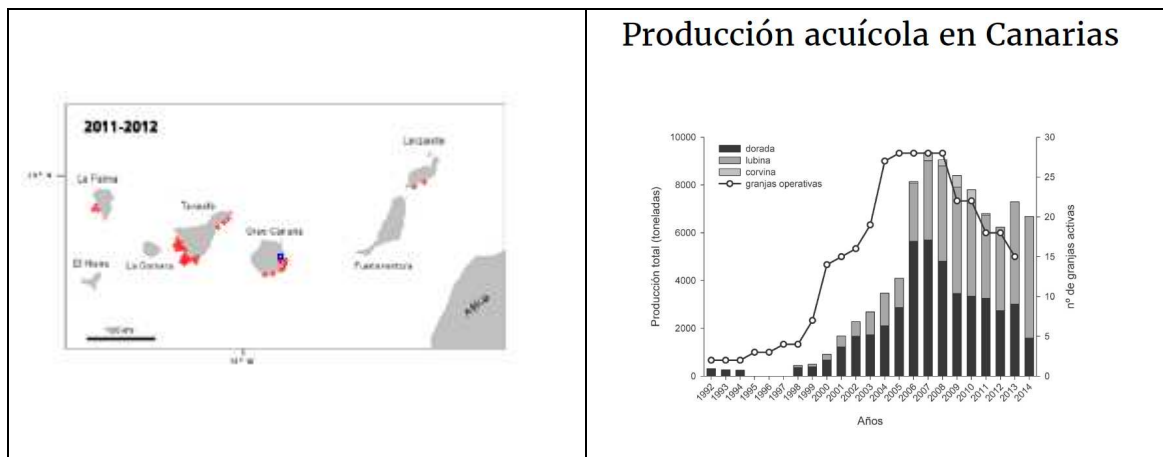 2011-2012
Lanzarote
La Palma
Tenerife
Gran Canaria
El Hierro
La Gomera
Fuerteventura
Producción acuícola en Canarias
10000
8000
6000
4000
2000
0
Producción total (toneladas)
dorada
lubina
corvina
granjas operativas
30
25
20
15
10
5
0
nº de granjas activas
1992
1993
1994
1995
1996
1997
1998
1999
2000
2001
2002
2003
2004
2005
2006
2007
2008
2009
2010
2011
2012
2013
2014
Años